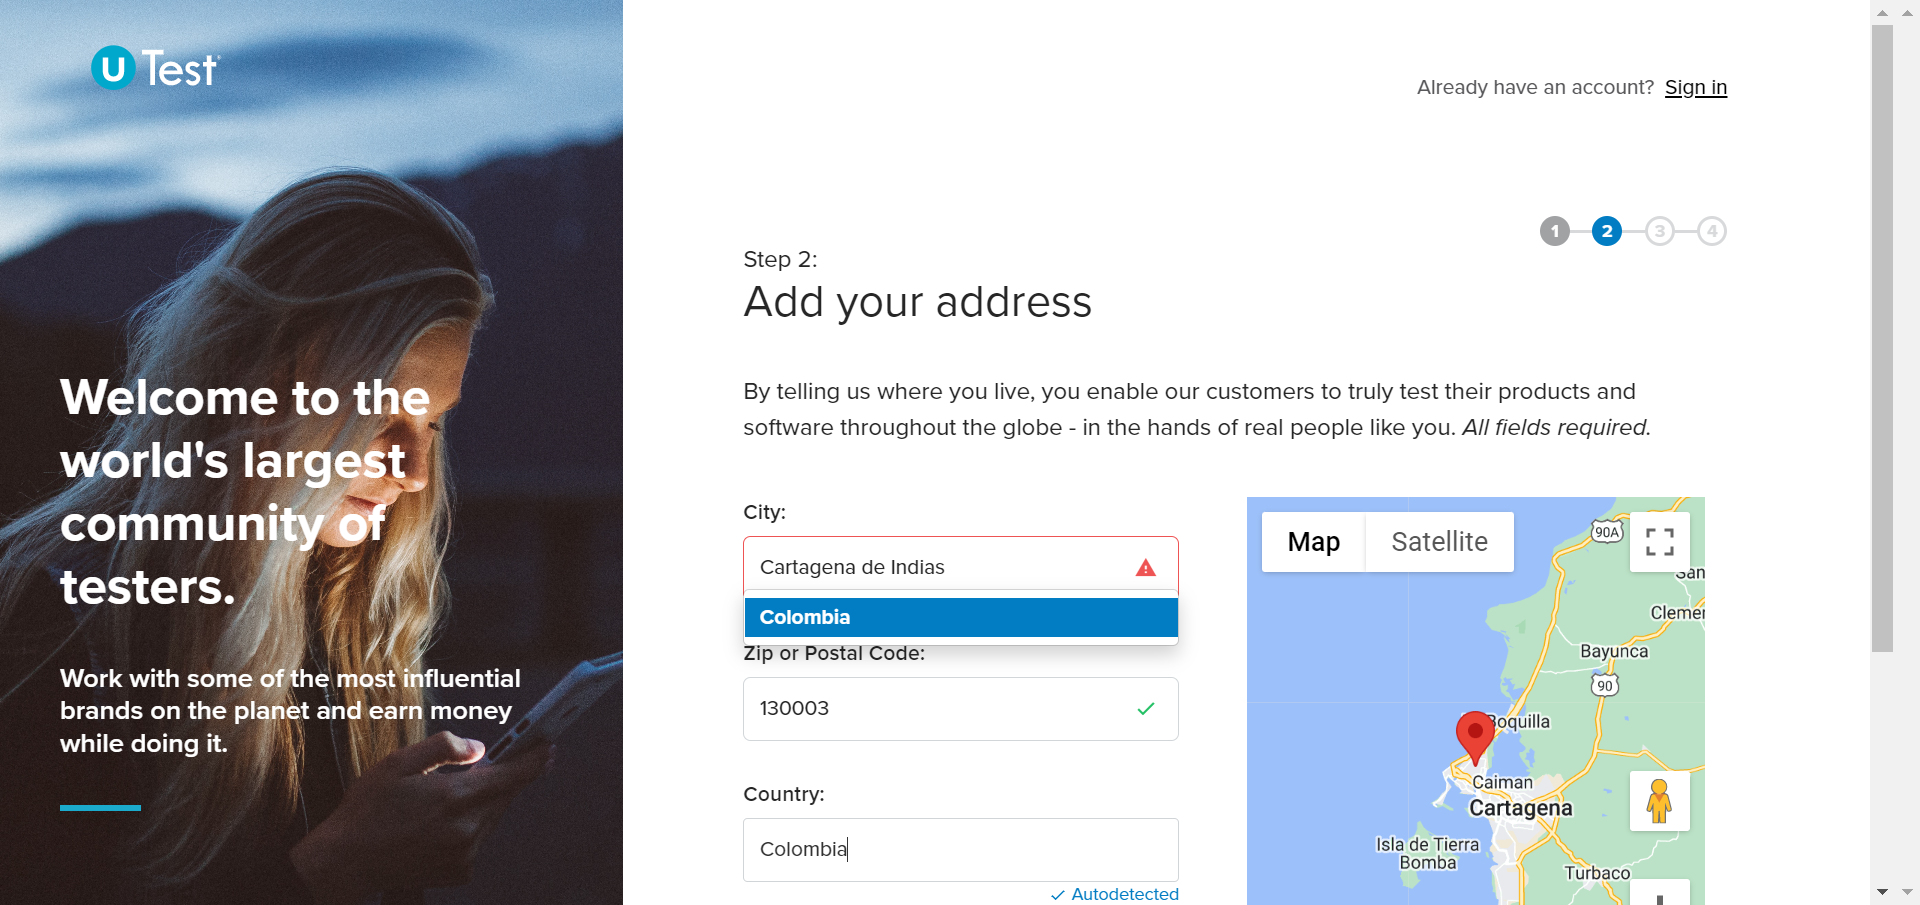 u Test
Already have an account? Sign in
1 2 3 4
Step 2:
Add your address
Welcome to the
world's largest
community of
testers.
Work with some of the most influential
brands on the planet and earn money
while doing it.
By telling us where you live, you enable our customers to truly test their products and
software throughout the globe - in the hands of real people like you. All fields required.
City:
Cartagena de Indias
Colombia
Zip or Postal Code:
130003
Country:
Colombia
Autodetected
Map Satellite
90A
San
Clemen
Bayunca
90
Boquilla
Caiman
Cartagena
Isla de Tierra
Bomba
Turbaco